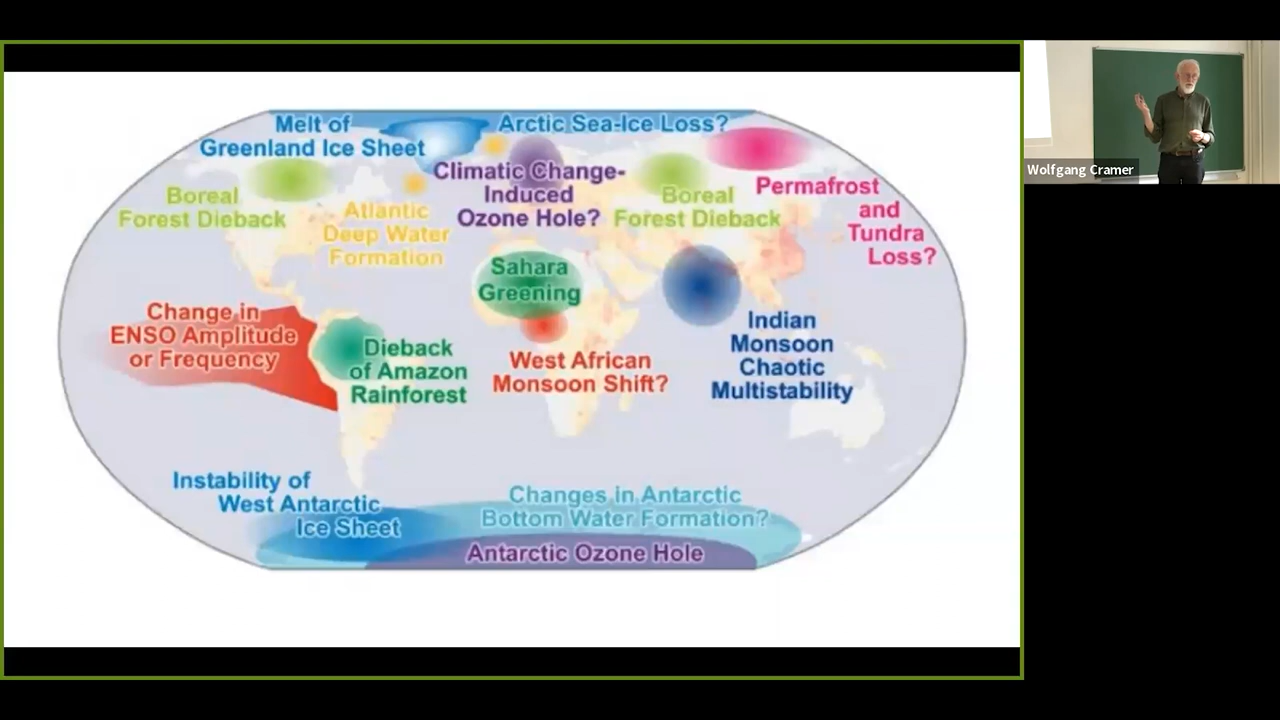 Melt of
Greenland Ice Sheet
Arctic Sea-Ice Loss?
Climatic Change-
Induced
Ozone Hole?
Boreal
Forest Dieback
Atlantic
Deep Water
Formation
Boreal
Forest Dieback
Permafrost
and
Tundra
Loss?
Sahara
Greening
Change in
ENSO Amplitude
or Frequency
Dieback
of Amazon
Rainforest
West African
Monsoon Shift?
Indian
Monsoon
Chaotic
Multistability
Instability of
West Antarctic
Ice Sheet
Changes in Antarctic
Bottom Water Formation?
Antarctic Ozone Hole
Wolfgang Cramer